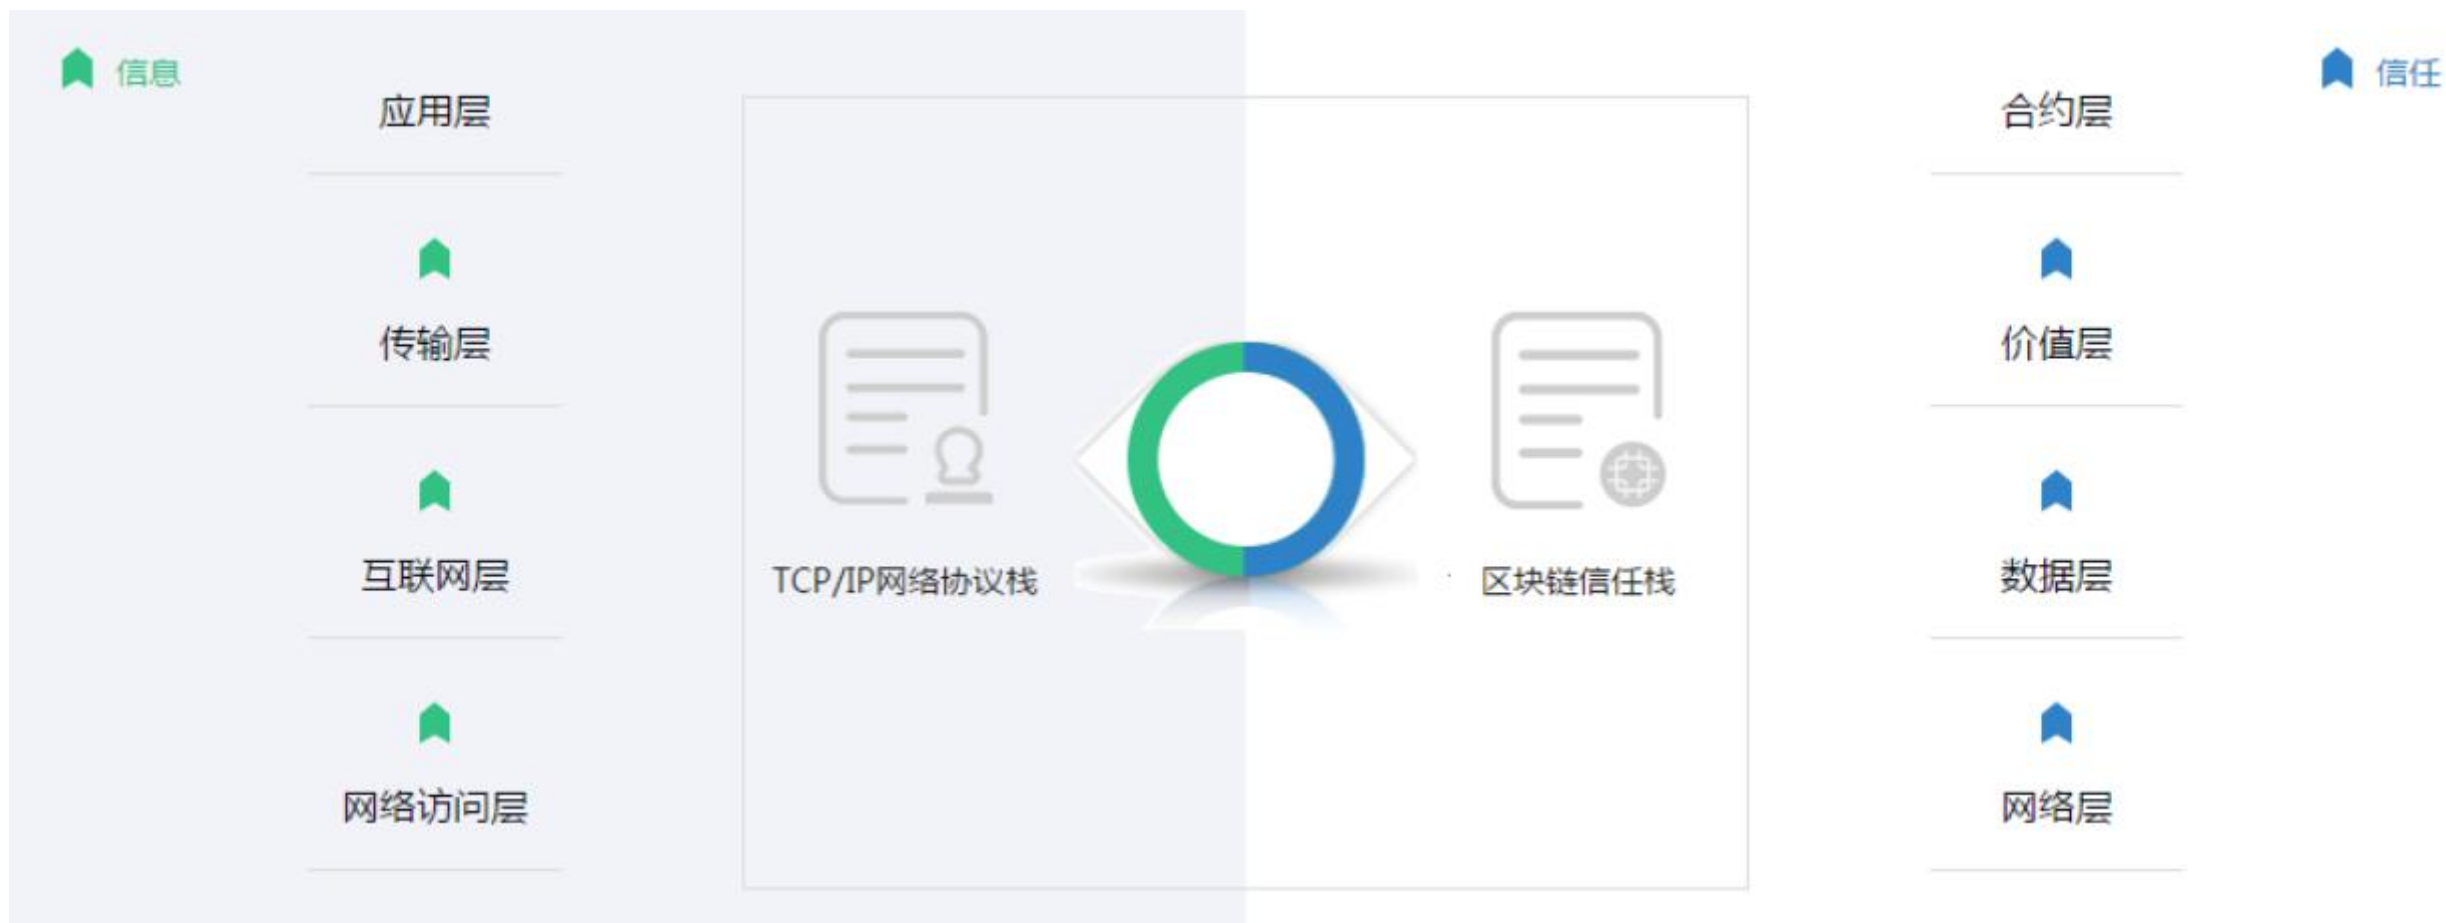 信息
应用层
传输层
互联网层
网络访问层
TCP/IP网络协议栈
区块链信任栈
信任
合约层
价值层
数据层
网络层